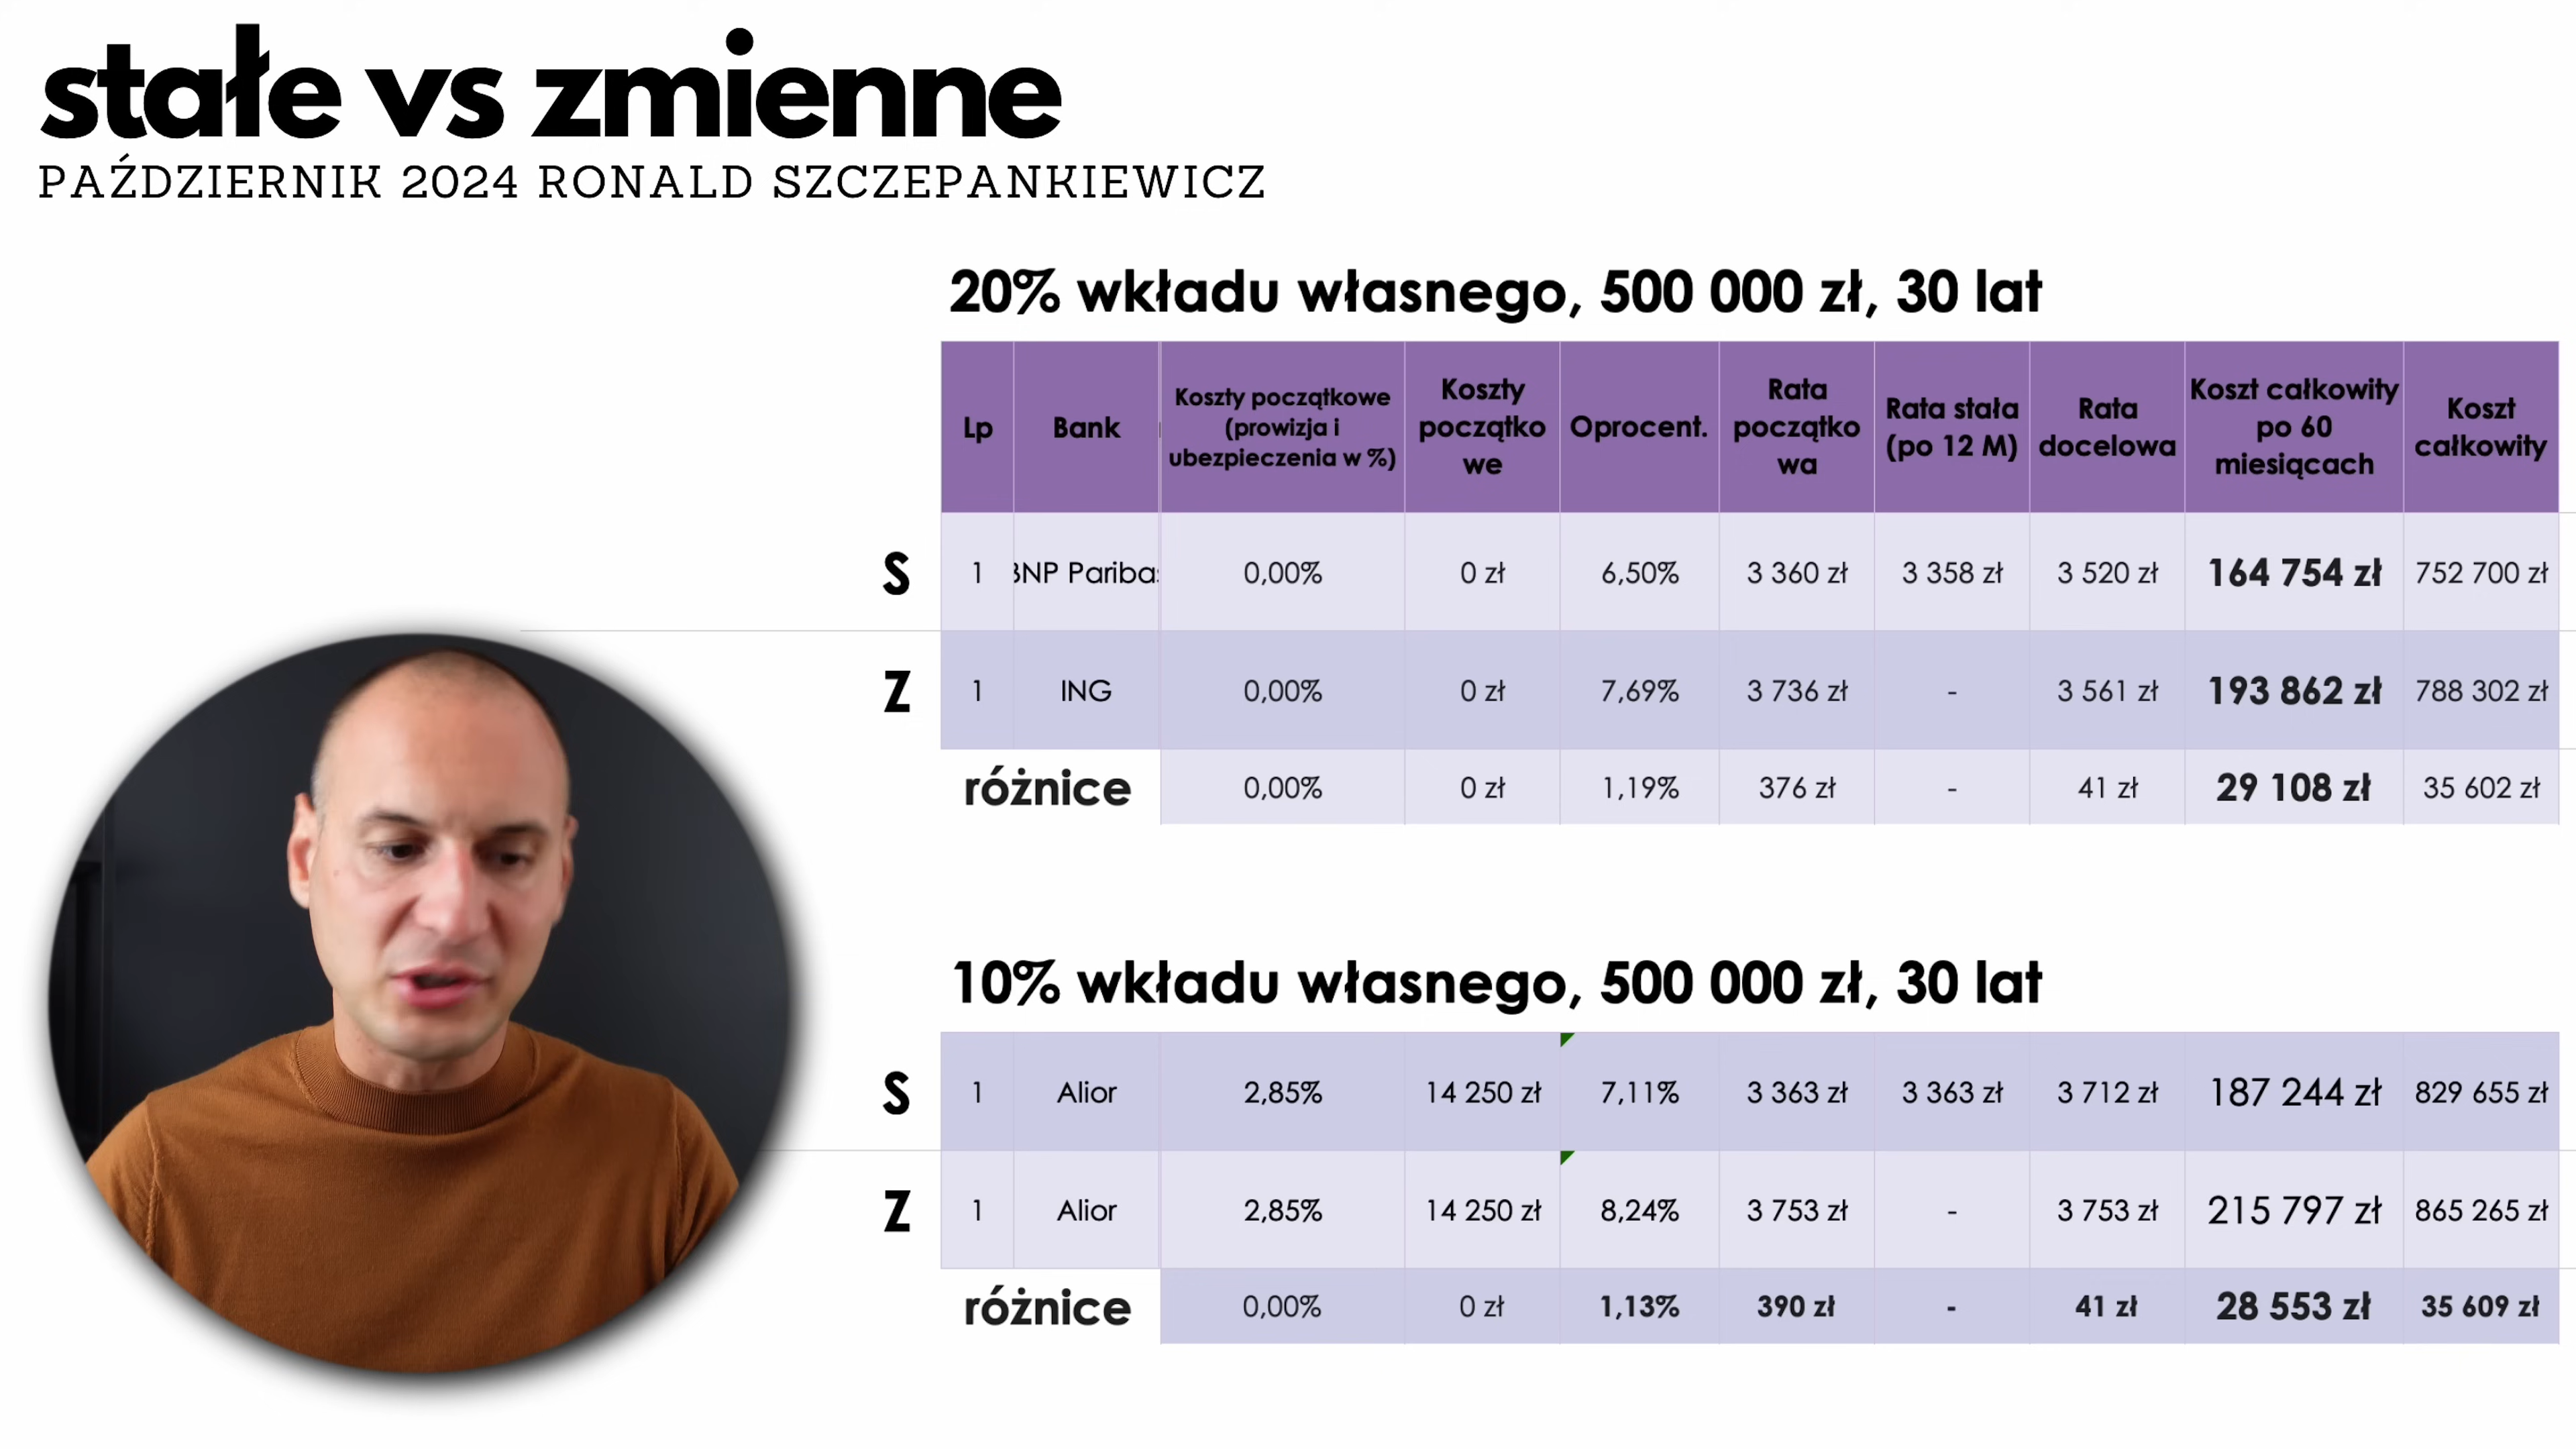 stałe vs zmienne
PAŹDZIERNIK 2024 RONALD SZCZEPANKIEWICZ
20% wkładu własnego, 500 000 zł, 30 lat
Lp Bank Koszty początkowe (prowizja i ubezpieczenia w %) Koszty początko we Oprocent. Rata początko wa Rata stała (po 12 M) Rata docelowa Koszt całkowity po 60 miesiącach Koszt całkowity
S 1 BNP Paribas 0,00% 0 zł 6,50% 3 360 zł 3 358 zł 3 520 zł 164 754 zł 752 700 zł
Z 1 ING 0,00% 0 zł 7,69% 3 736 zł - 3 561 zł 193 862 zł 788 302 zł
różnice 0,00% 0 zł 1,19% 376 zł - 41 zł 29 108 zł 35 602 zł
10% wkładu własnego, 500 000 zł, 30 lat
S 1 Alior 2,85% 14 250 zł 7,11% 3 363 zł 3 363 zł 3 712 zł 187 244 zł 829 655 zł
Z 1 Alior 2,85% 14 250 zł 8,24% 3 753 zł - 3 753 zł 215 797 zł 865 265 zł
różnice 0,00% 0 zł 1,13% 390 zł - 41 zł 28 553 zł 35 609 zł